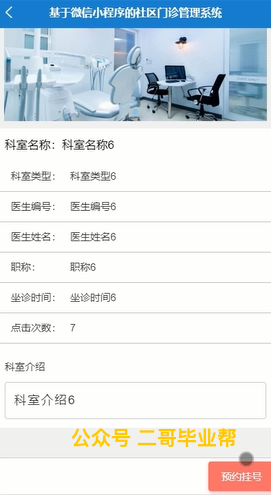 基于微信小程序的社区门诊管理系统
科室名称：科室名称6
科室类型： 科室类型6
医生编号： 医生编号6
医生姓名： 医生姓名6
职称： 职称6
坐诊时间： 坐诊时间6
点击次数： 7
科室介绍
科室介绍6
公众号 二哥毕业帮
预约挂号